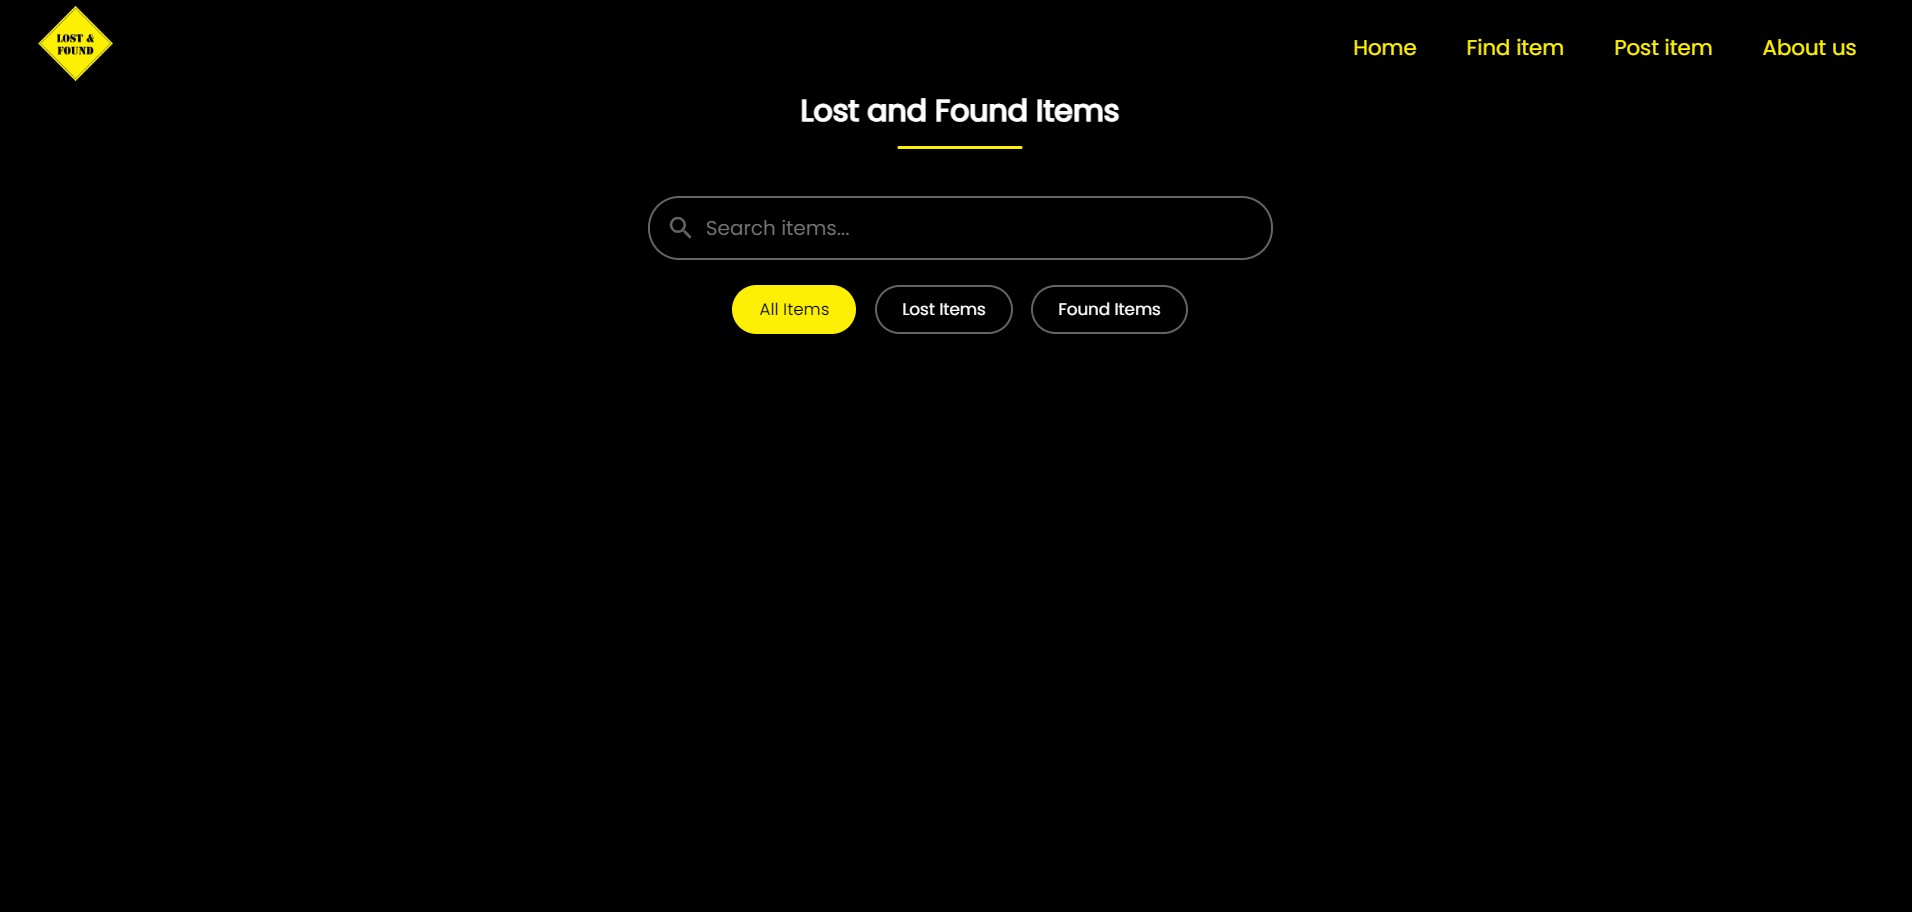 LOST &
FOUND
Home Find item Post item About us
Lost and Found Items
Search items...
All Items Lost Items Found Items